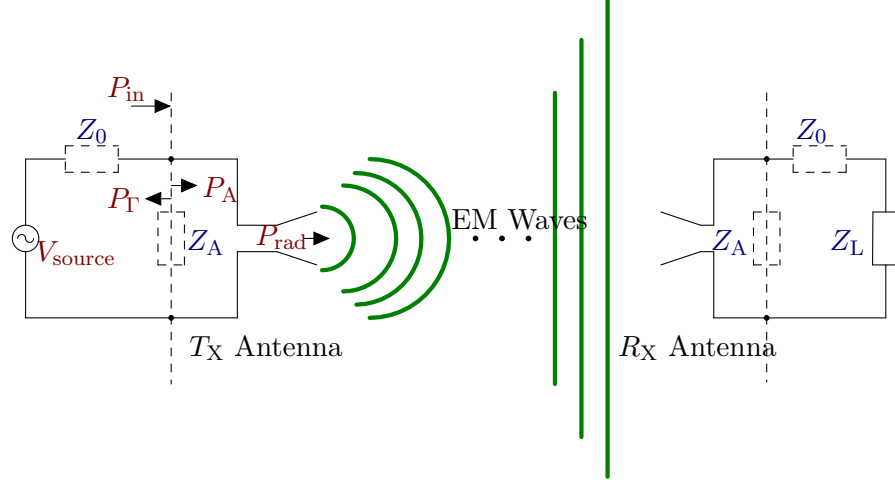 P_in
Z_0
Z_0
P_A
P_Γ
EM Waves
V_source
Z_A
P_rad
Z_A
Z_L
T_X Antenna
R_X Antenna